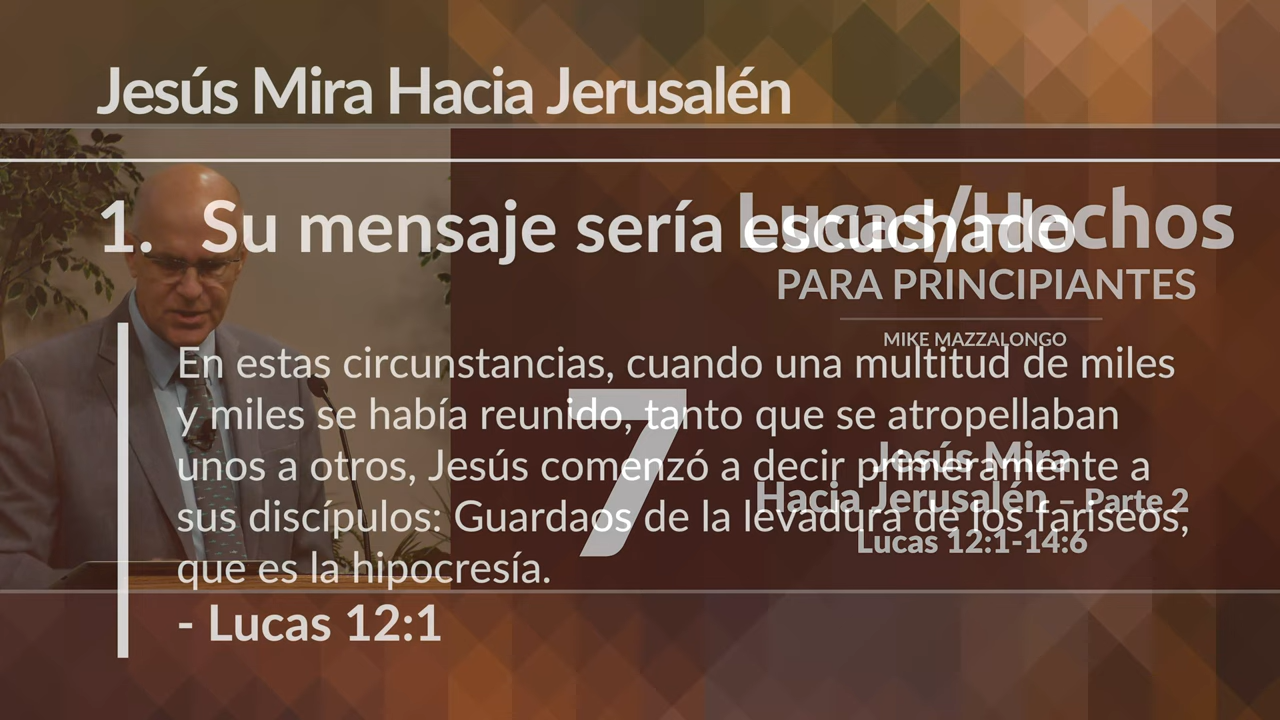 Jesús Mira Hacia Jerusalén
1. Su mensaje sería escuchado
Lucas/Hechos
PARA PRINCIPIANTES
MIKE MAZZALONGO
En estas circunstancias, cuando una multitud de miles
y miles se había reunido, tanto que se atropellaban
unos a otros, Jesús comenzó a decir primeramente a
sus discípulos: Guardaos de la levadura de los fariseos,
que es la hipocresía.
- Lucas 12:1
7
Jesús Mira
Hacia Jerusalén – Parte 2
Lucas 12:1-14:6